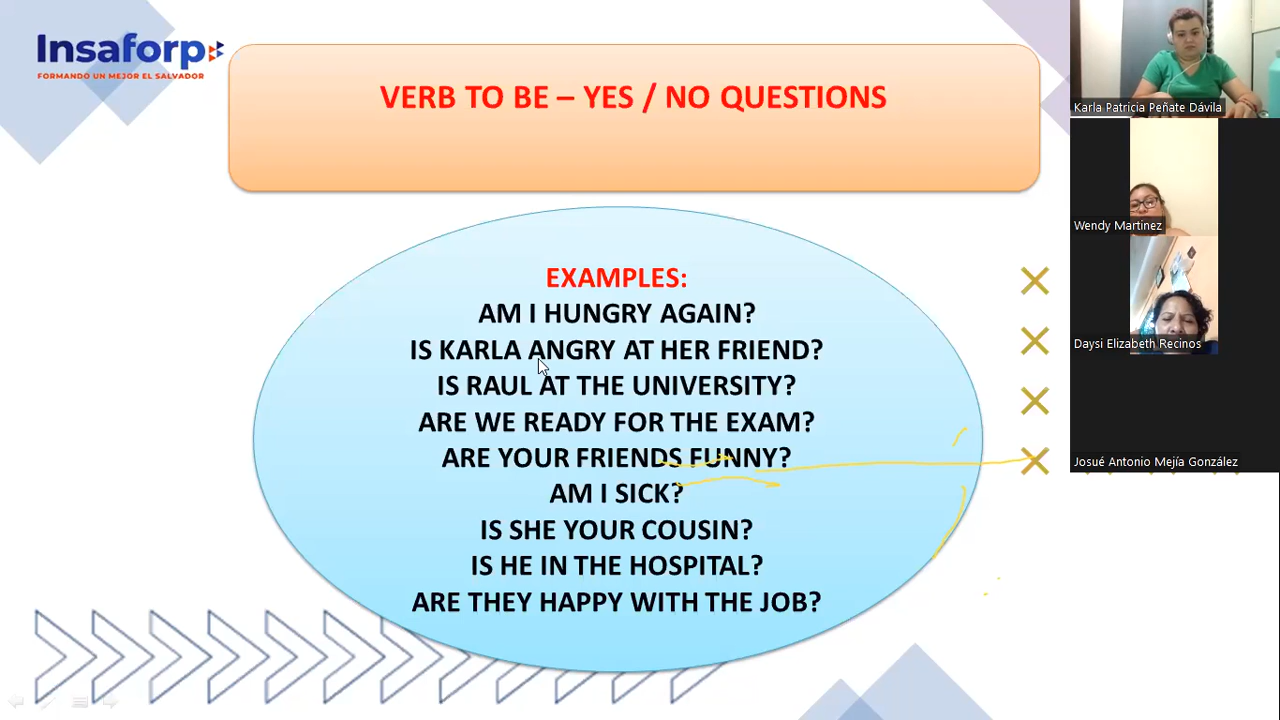 Insaforp
FORMANDO UN MEJOR EL SALVADOR
VERB TO BE – YES / NO QUESTIONS
EXAMPLES:
AM I HUNGRY AGAIN?
IS KARLA ANGRY AT HER FRIEND?
IS RAUL AT THE UNIVERSITY?
ARE WE READY FOR THE EXAM?
ARE YOUR FRIENDS FUNNY?
AM I SICK?
IS SHE YOUR COUSIN?
IS HE IN THE HOSPITAL?
ARE THEY HAPPY WITH THE JOB?
Karla Patricia Peñate Dávila
Wendy Martinez
Daysi Elizabeth Recinos
Josué Antonio Mejía González